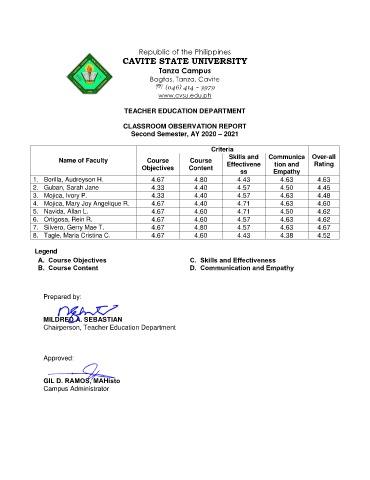 Republic of the Philippines
CAVITE STATE UNIVERSITY
Tanza Campus
Bagtas, Tanza, Cavite
☏ (046) 414 – 3979
www.cvsu.edu.ph
TEACHER EDUCATION DEPARTMENT
CLASSROOM OBSERVATION REPORT
Second Semester, AY 2020 – 2021
Name of Faculty Criteria Over-all Rating
Course Objectives Course Content Skills and Effectiveness Communication and Empathy
1. Borilla, Audreyson H. 4.67 4.80 4.43 4.63 4.63
2. Guban, Sarah Jane 4.33 4.40 4.57 4.50 4.45
3. Mojica, Ivory P. 4.33 4.40 4.57 4.63 4.48
4. Mojica, Mary Joy Angelique R. 4.67 4.40 4.71 4.63 4.60
5. Navida, Allan L. 4.67 4.60 4.71 4.50 4.62
6. Ortigosa, Rein R. 4.67 4.60 4.57 4.63 4.62
7. Silvero, Gerry Mae T. 4.67 4.80 4.57 4.63 4.67
8. Tagle, Maria Cristina C. 4.67 4.60 4.43 4.38 4.52
Legend
A. Course Objectives C. Skills and Effectiveness
B. Course Content D. Communication and Empathy
Prepared by:
MILDRED A. SEBASTIAN
Chairperson, Teacher Education Department
Approved:
GIL D. RAMOS, MAHisto
Campus Administrator